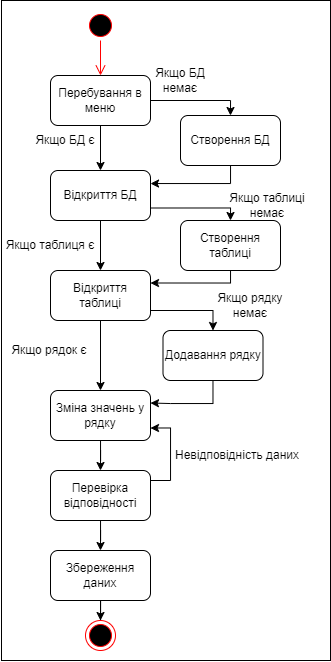 Перебування в
меню
Якщо БД
немає
Якщо БД є
Створення БД
Відкриття БД
Якщо таблиці
немає
Якщо таблиця є
Створення
таблиці
Відкриття
таблиці
Якщо рядку
немає
Якщо рядок є
Додавання рядку
Зміна значень у
рядку
Невідповідність даних
Перевірка
відповідності
Збереження
даних